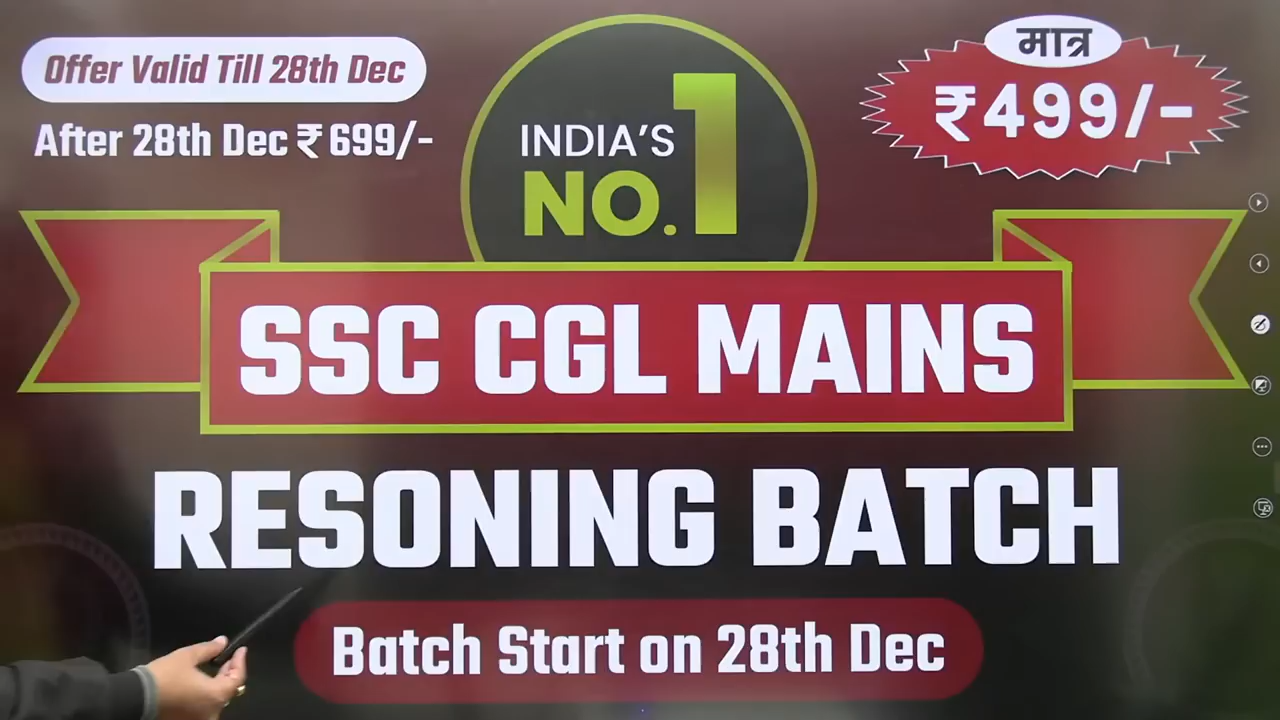 Offer Valid Till 28th Dec
After 28th Dec ₹ 699/-
INDIA'S
NO.1
मात्र
₹499/-
SSC CGL MAINS
RESONING BATCH
Batch Start on 28th Dec